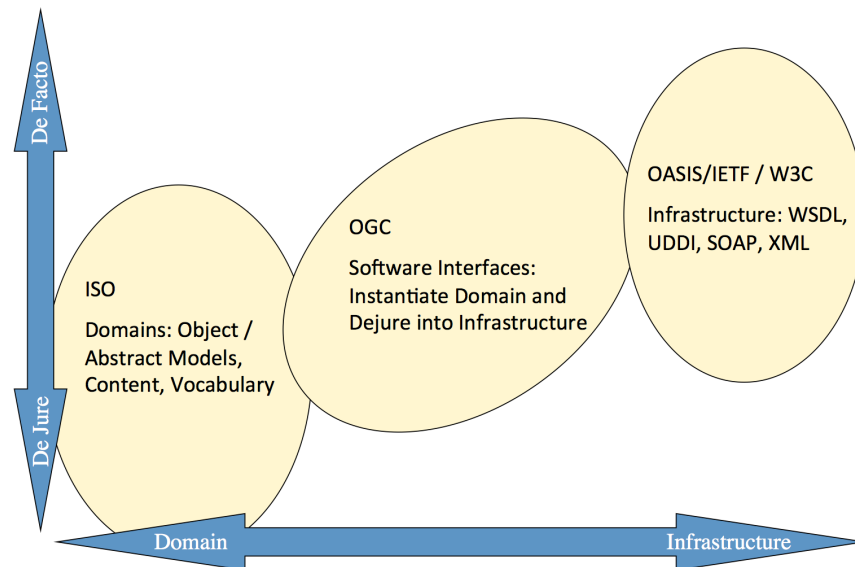 De Facto
De Jure
ISO
Domains: Object /
Abstract Models,
Content, Vocabulary
OGC
Software Interfaces:
Instantiate Domain and
Dejure into Infrastructure
OASIS/IETF / W3C
Infrastructure: WSDL,
UDDI, SOAP, XML
Domain
Infrastructure